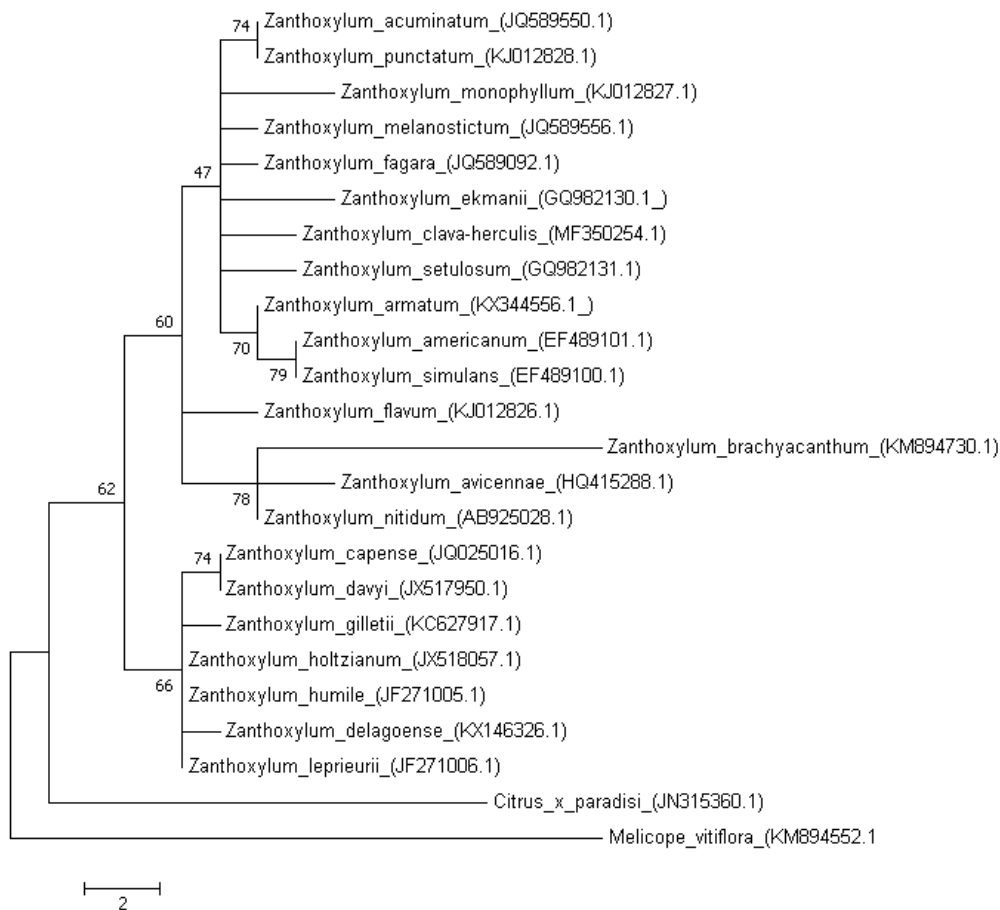 74
Zanthoxylum_acuminatum_(JQ589550.1)
Zanthoxylum_punctatum_(KJ012828.1)
Zanthoxylum_monophyllum_(KJ012827.1)
Zanthoxylum_melanostictum_(JQ589556.1)
Zanthoxylum_fagara_(JQ589092.1)
47
Zanthoxylum_ekmanii_(GQ982130.1_)
Zanthoxylum_clava-herculis_(MF350254.1)
Zanthoxylum_setulosum_(GQ982131.1)
Zanthoxylum_armatum_(KX344556.1_)
60
Zanthoxylum_americanum_(EF489101.1)
70
Zanthoxylum_simulans_(EF489100.1)
79
Zanthoxylum_flavum_(KJ012826.1)
Zanthoxylum_brachyacanthum_(KM894730.1)
Zanthoxylum_avicennae_(HQ415288.1)
62
78
Zanthoxylum_nitidum_(AB925028.1)
74
Zanthoxylum_capense_(JQ025016.1)
Zanthoxylum_davyi_(JX517950.1)
Zanthoxylum_gilletii_(KC627917.1)
Zanthoxylum_holtzianum_(JX518057.1)
66
Zanthoxylum_humile_(JF271005.1)
Zanthoxylum_delagoense_(KX146326.1)
Zanthoxylum_leprieurii_(JF271006.1)
Citrus_x_paradisi_(JN315360.1)
Melicope_vitiflora_(KM894552.1
2